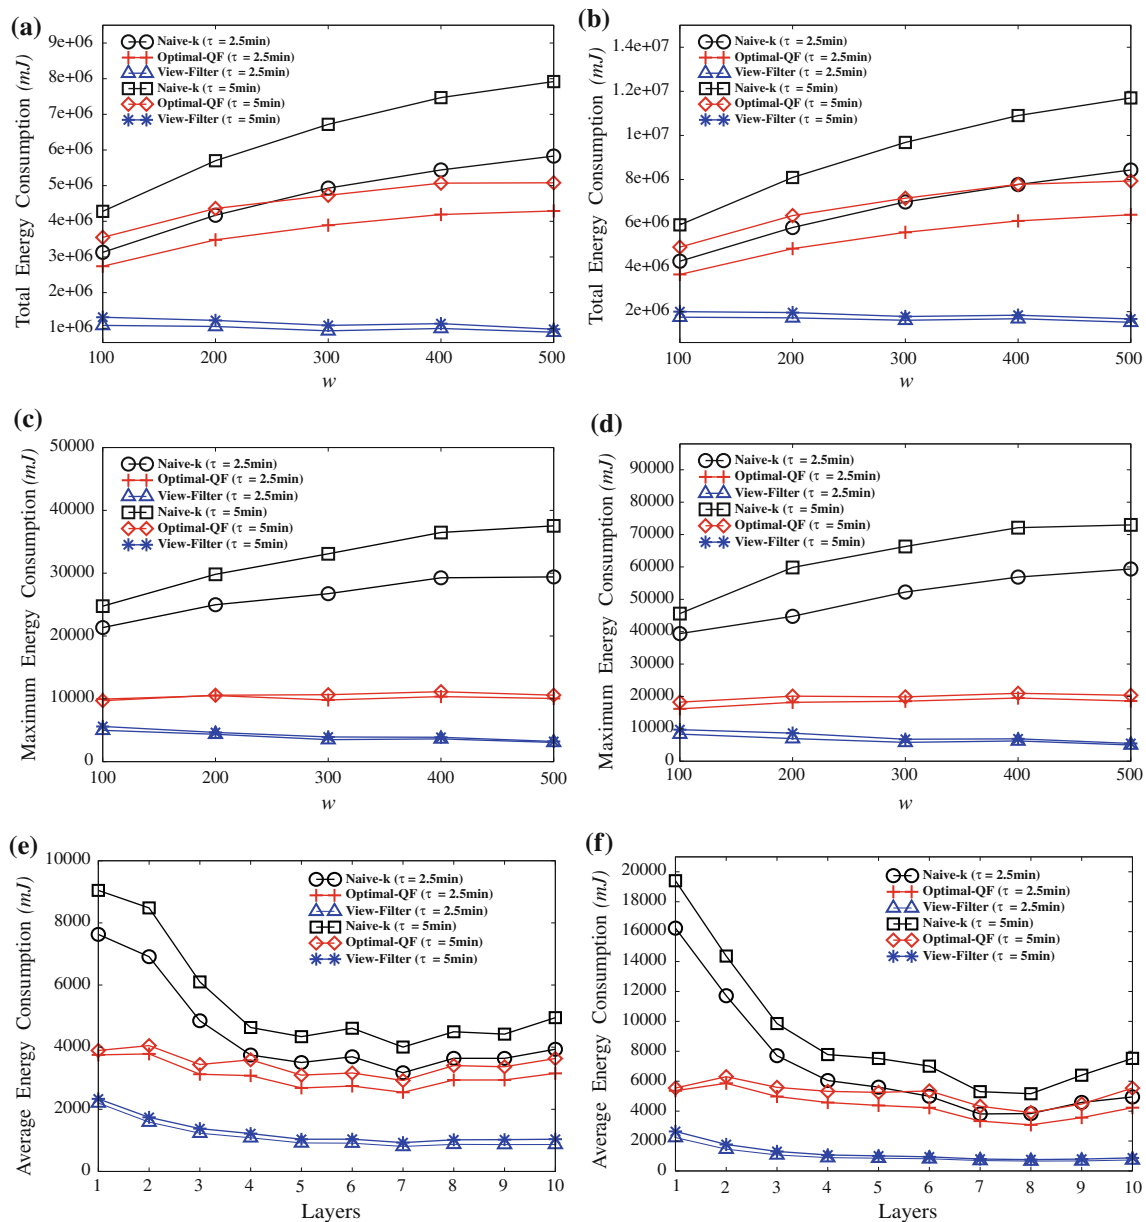 (a)
Total Energy Consumption (mJ)
9e+06
8e+06
7e+06
6e+06
5e+06
4e+06
3e+06
2e+06
1e+06
Naive-k (τ = 2.5min)
Optimal-QF (τ = 2.5min)
View-Filter (τ = 2.5min)
Naive-k (τ = 5min)
Optimal-QF (τ = 5min)
View-Filter (τ = 5min)
100 200 300 400 500
w
(b)
Total Energy Consumption (mJ)
1.4e+07
1.2e+07
1e+07
8e+06
6e+06
4e+06
2e+06
Naive-k (τ = 2.5min)
Optimal-QF (τ = 2.5min)
View-Filter (τ = 2.5min)
Naive-k (τ = 5min)
Optimal-QF (τ = 5min)
View-Filter (τ = 5min)
100 200 300 400 500
w
(c)
Maximum Energy Consumption (mJ)
50000
40000
30000
20000
10000
0
Naive-k (τ = 2.5min)
Optimal-QF (τ = 2.5min)
View-Filter (τ = 2.5min)
Naive-k (τ = 5min)
Optimal-QF (τ = 5min)
View-Filter (τ = 5min)
100 200 300 400 500
w
(d)
Maximum Energy Consumption (mJ)
90000
80000
70000
60000
50000
40000
30000
20000
10000
0
Naive-k (τ = 2.5min)
Optimal-QF (τ = 2.5min)
View-Filter (τ = 2.5min)
Naive-k (τ = 5min)
Optimal-QF (τ = 5min)
View-Filter (τ = 5min)
100 200 300 400 500
w
(e)
Average Energy Consumption (mJ)
10000
8000
6000
4000
2000
0
Naive-k (τ = 2.5min)
Optimal-QF (τ = 2.5min)
View-Filter (τ = 2.5min)
Naive-k (τ = 5min)
Optimal-QF (τ = 5min)
View-Filter (τ = 5min)
1 2 3 4 5 6 7 8 9 10
Layers
(f)
Average Energy Consumption (mJ)
20000
18000
16000
14000
12000
10000
8000
6000
4000
2000
0
Naive-k (τ = 2.5min)
Optimal-QF (τ = 2.5min)
View-Filter (τ = 2.5min)
Naive-k (τ = 5min)
Optimal-QF (τ = 5min)
View-Filter (τ = 5min)
1 2 3 4 5 6 7 8 9 10
Layers